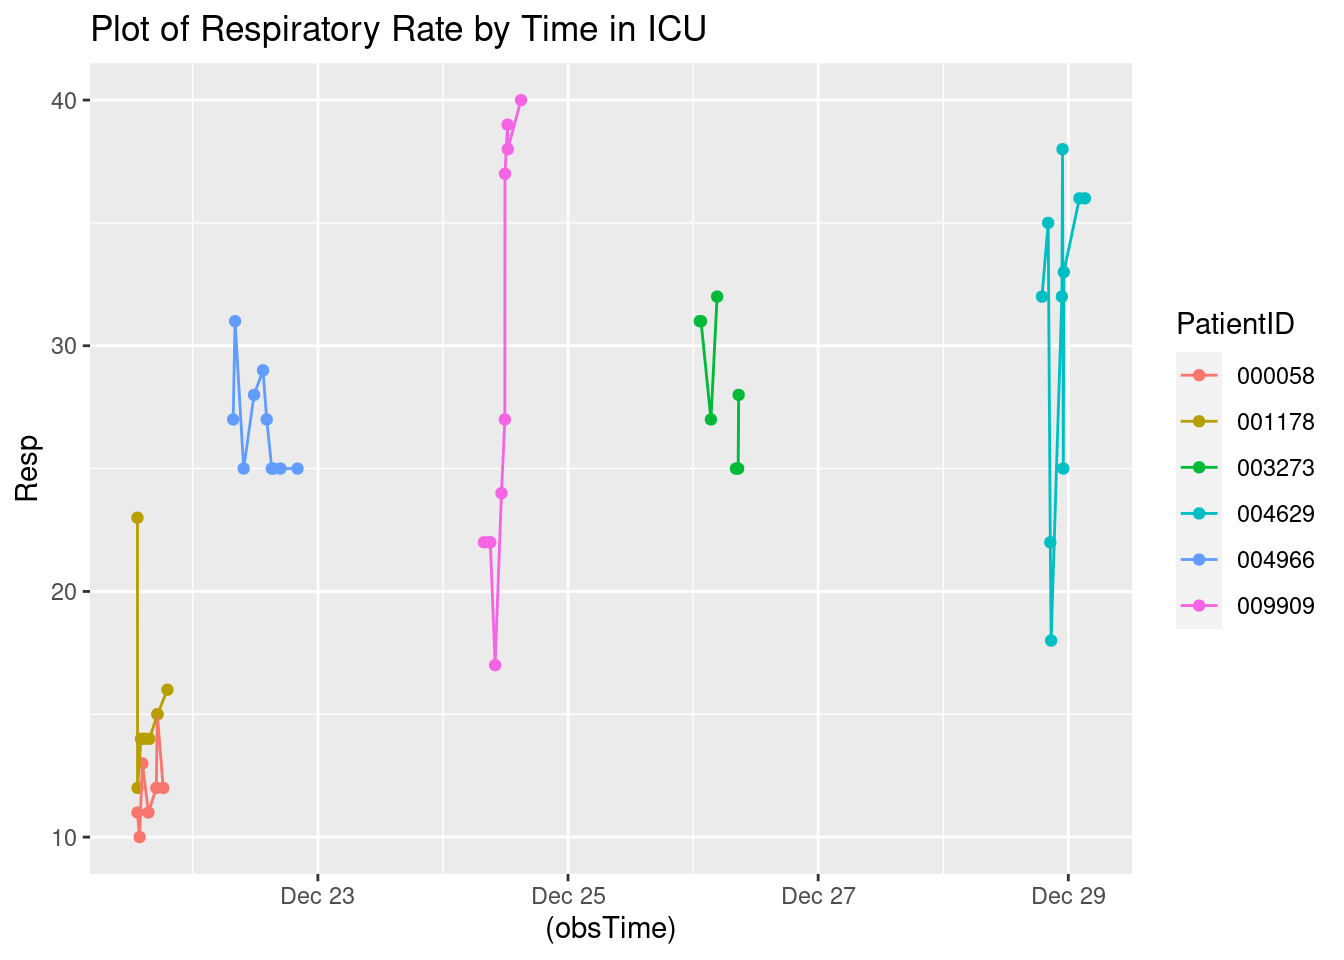 Plot of Respiratory Rate by Time in ICU
40
30
20
10
Resp
Dec 23
Dec 25
Dec 27
Dec 29
(obsTime)
PatientID
000058
001178
003273
004629
004966
009909